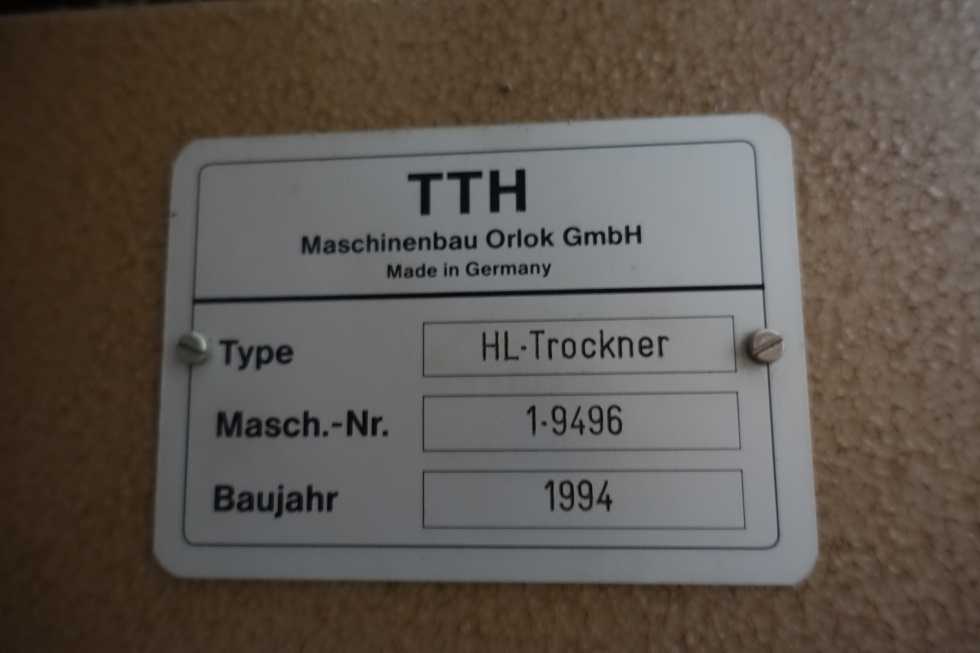 TTH
Maschinenbau Orlok GmbH
Made in Germany
Type HL-Trockner
Masch.-Nr. 1-9496
Baujahr 1994